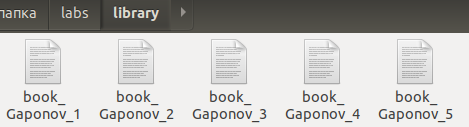 папка labs library
book_ book_ book_ book_ book_
Gaponov_1 Gaponov_2 Gaponov_3 Gaponov_4 Gaponov_5